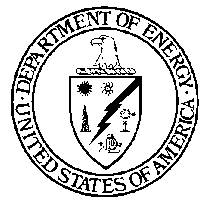 DEPARTMENT OF ENERGY
UNITED STATES OF AMERICA